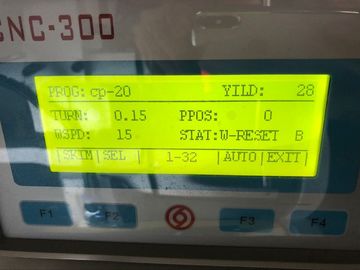 CNC-300
PROG: cp-20 YILD: 28
TURN: 0.15 PPOS: 0
WSPD: 15 STAT: W-RESET B
|SKIM|SEL | 1-32 |AUTO|EXIT|
F1 F2 F3 F4